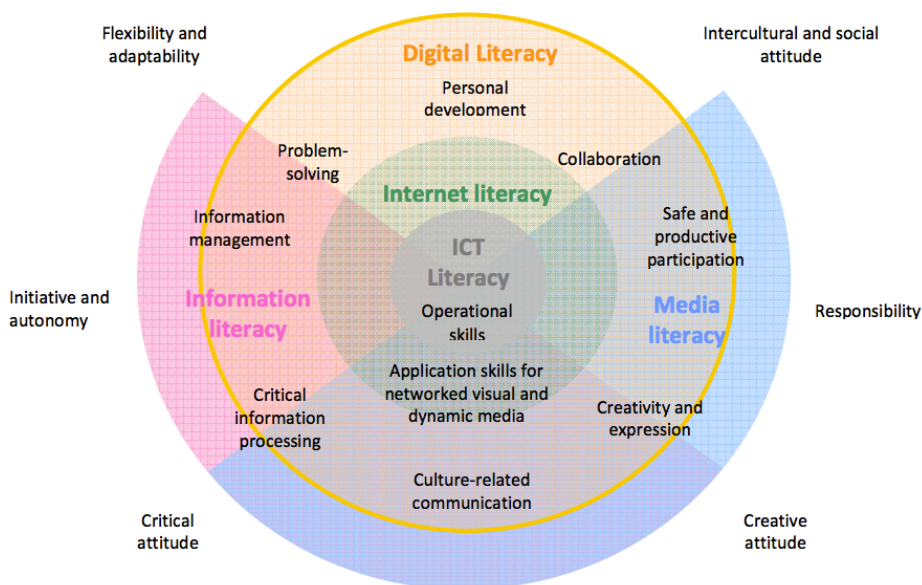 Flexibility and
adaptability
Digital Literacy
Intercultural and social
attitude
Personal
development
Problem-
solving
Collaboration
Internet literacy
Information
management
Safe and
productive
participation
ICT
Literacy
Initiative and
autonomy
Information
literacy
Operational
skills
Media
literacy
Responsibility
Application skills for
networked visual and
dynamic media
Critical
information
processing
Creativity and
expression
Culture-related
communication
Critical
attitude
Creative
attitude